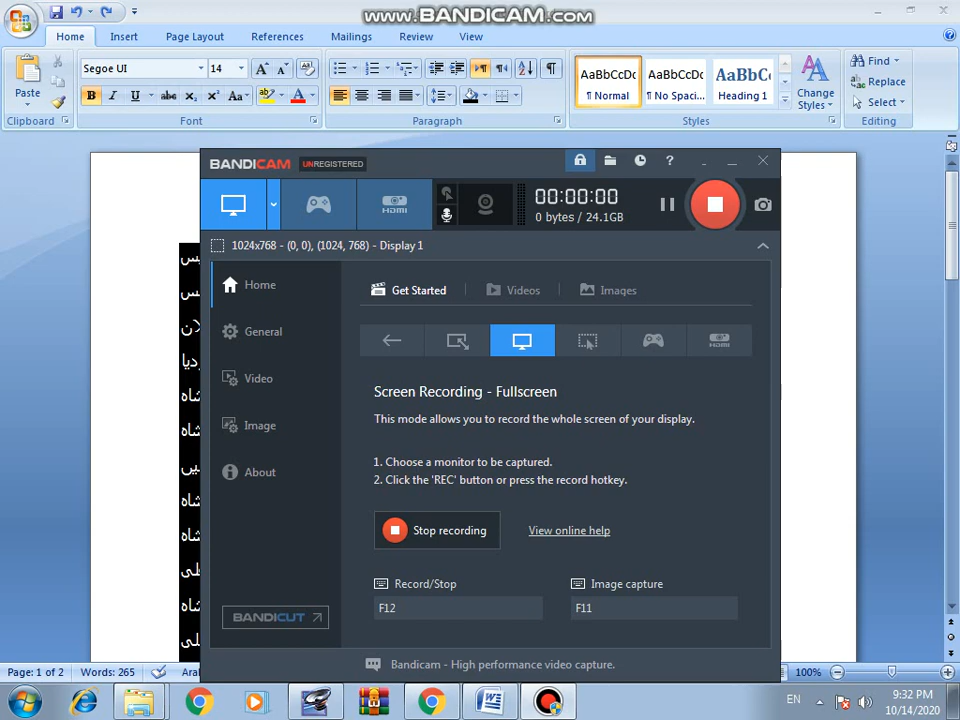 www.BANDICAM.com
Home Insert Page Layout References Mailings Review View
Segoe UI 14
AaBbCcDc AaBbCcDc AaBbC
Paste
B I U abc X₂ X² Aa
Normal No Spaci... Heading 1
Change Styles
Find
Replace
Select
Clipboard Font Paragraph Styles Editing
BANDICAM UNREGISTERED
HDMI
00:00:00
0 bytes / 24.1GB
1024x768 - (0, 0), (1024, 768) - Display 1
Home
General
Video
Image
About
BANDICUT
Get Started Videos Images
HDMI
Screen Recording - Fullscreen
This mode allows you to record the whole screen of your display.
1. Choose a monitor to be captured.
2. Click the 'REC' button or press the record hotkey.
Stop recording View online help
Record/Stop Image capture
F12 F11
Bandicam - High performance video capture.
Page: 1 of 2 Words: 265
100%
EN
9:32 PM
10/14/2020